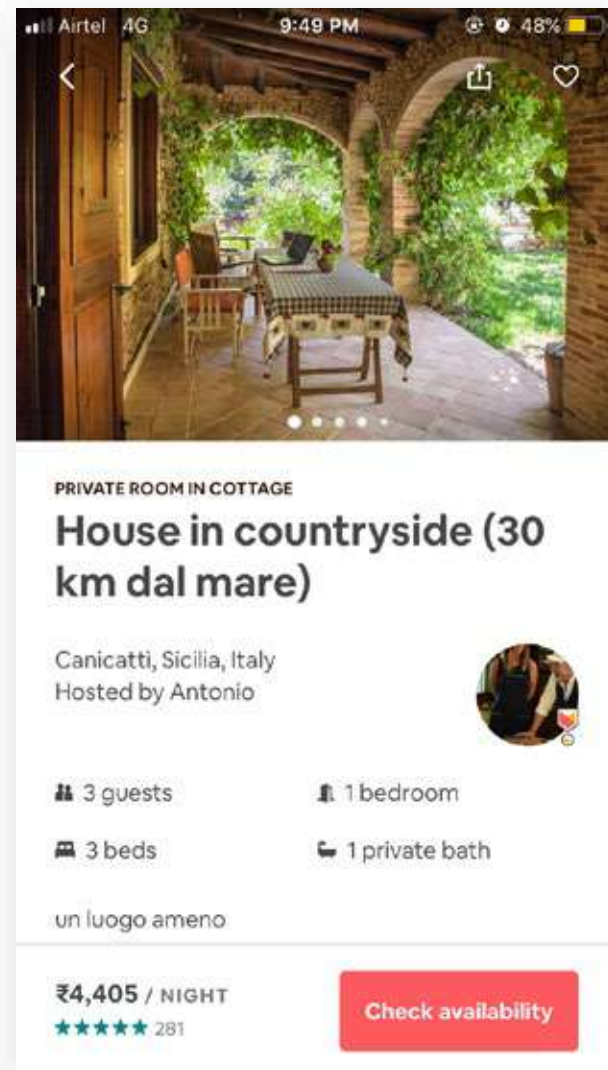 Airtel 4G 9:49 PM 48%
PRIVATE ROOM IN COTTAGE
House in countryside (30
km dal mare)
Canicattì, Sicilia, Italy
Hosted by Antonio
3 guests 1 bedroom
3 beds 1 private bath
un luogo ameno
₹4,405 / NIGHT
281
Check availability